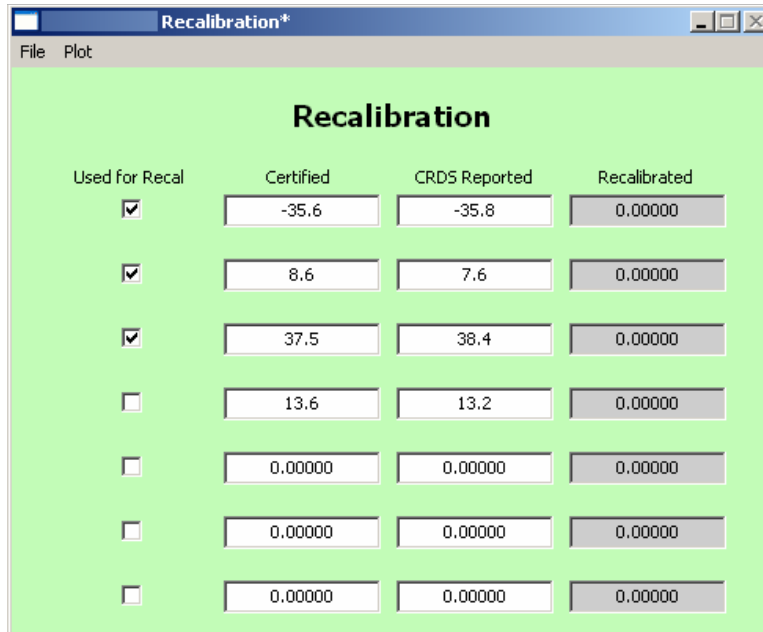 Recalibration*
File Plot
Recalibration
Used for Recal Certified CRDS Reported Recalibrated
-35.6 -35.8 0.00000
8.6 7.6 0.00000
37.5 38.4 0.00000
13.6 13.2 0.00000
0.00000 0.00000 0.00000
0.00000 0.00000 0.00000
0.00000 0.00000 0.00000